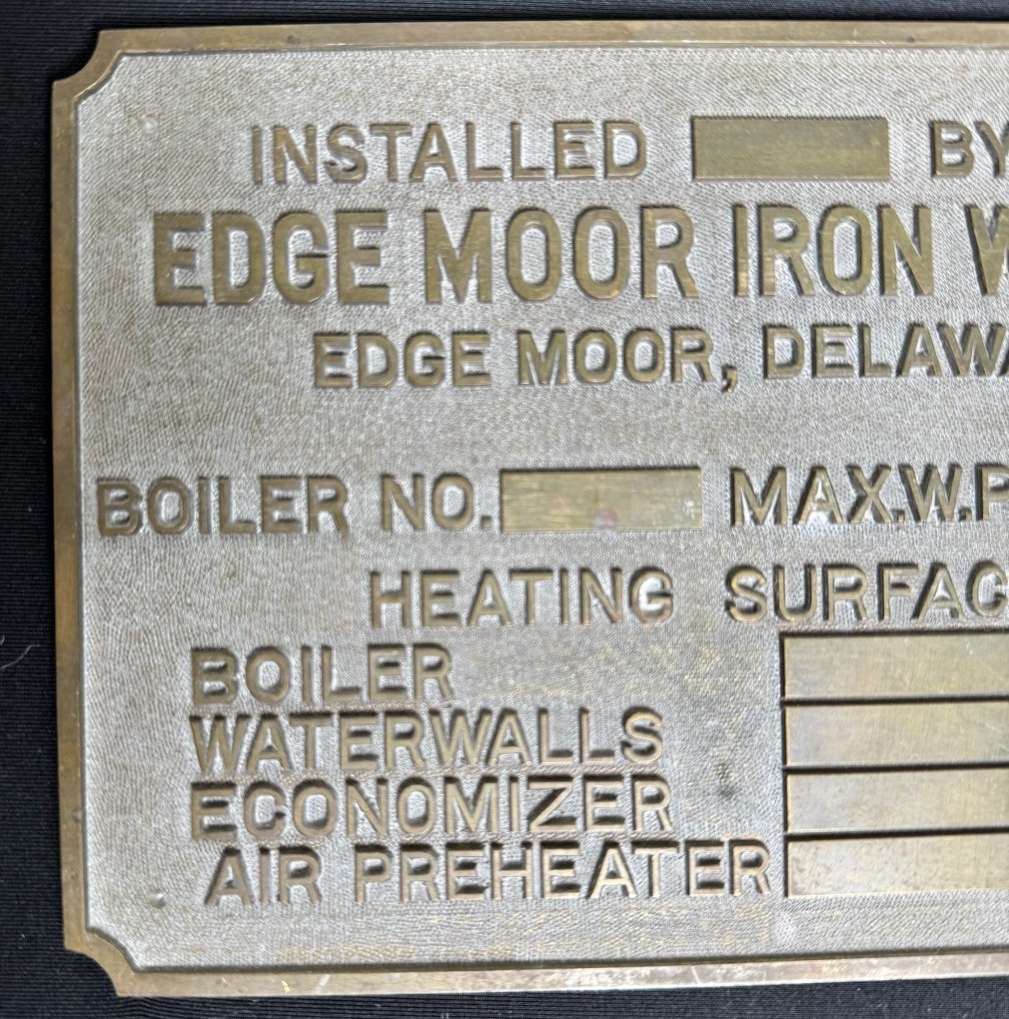 INSTALLED BY
EDGE MOOR IRON W
EDGE MOOR, DELAWA
BOILER NO. MAX.W.P
HEATING SURFAC
BOILER
WATERWALLS
ECONOMIZER
AIR PREHEATER